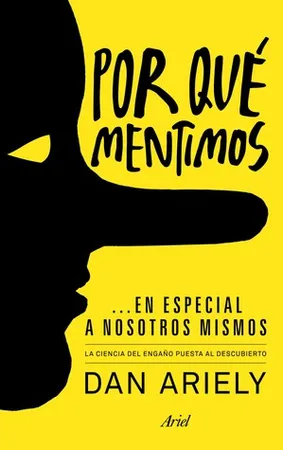 POR QUÉ
MENTIMOS
...EN ESPECIAL
A NOSOTROS MISMOS
LA CIENCIA DEL ENGAÑO PUESTA AL DESCUBIERTO
DAN ARIELY
Ariel